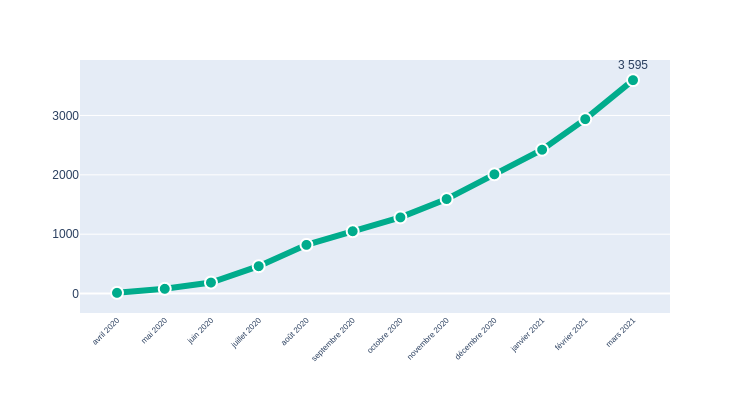 3 595
3000
2000
1000
0
avril 2020
mai 2020
juin 2020
juillet 2020
août 2020
septembre 2020
octobre 2020
novembre 2020
décembre 2020
janvier 2021
février 2021
mars 2021